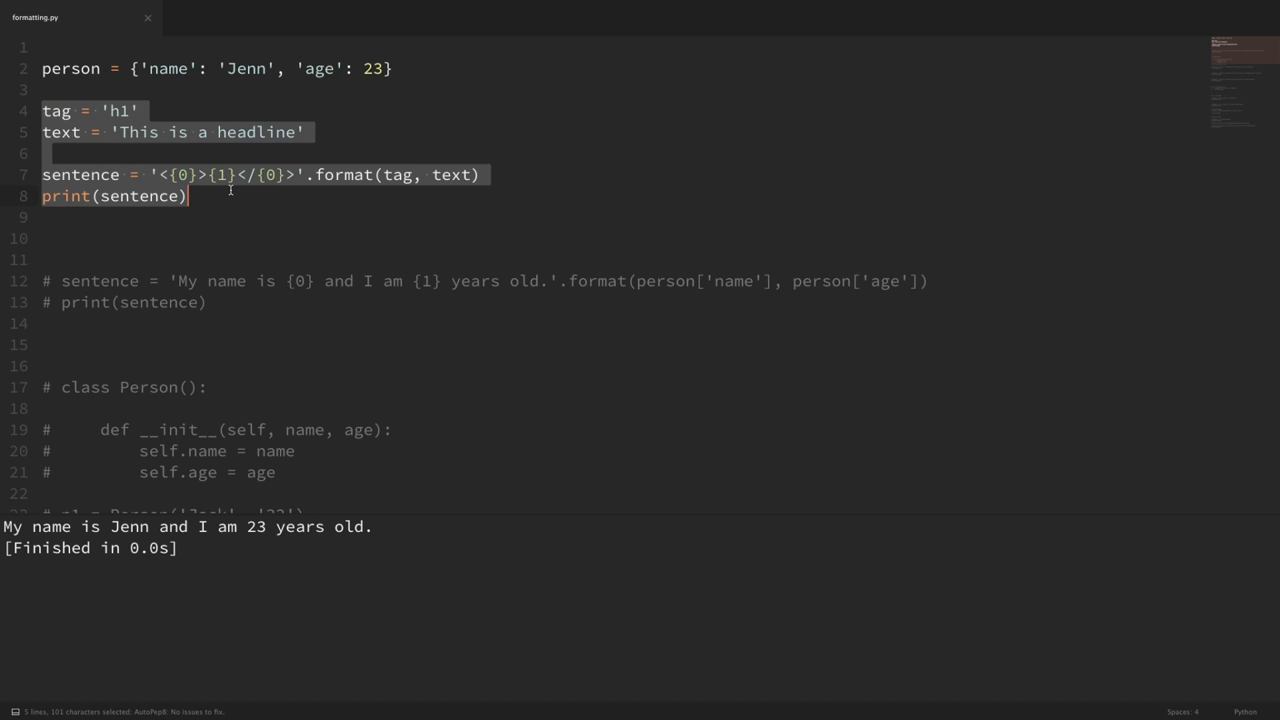 formatting.py ×
1
2 person = {'name': 'Jenn', 'age': 23}
3
4 tag = 'h1'
5 text = 'This is a headline'
6
7 sentence = '<{0}>{1}</{0}>'.format(tag, text)
8 print(sentence)
9
10
11
12 # sentence = 'My name is {0} and I am {1} years old.'.format(person['name'], person['age'])
13 # print(sentence)
14
15
16
17 # class Person():
18
19 #     def __init__(self, name, age):
20 #         self.name = name
21 #         self.age = age
22
23 # p1 = Person('Jack', '33')
My name is Jenn and I am 23 years old.
[Finished in 0.0s]
5 lines, 101 characters selected; AutoPep8: No issues to fix. Spaces: 4 Python